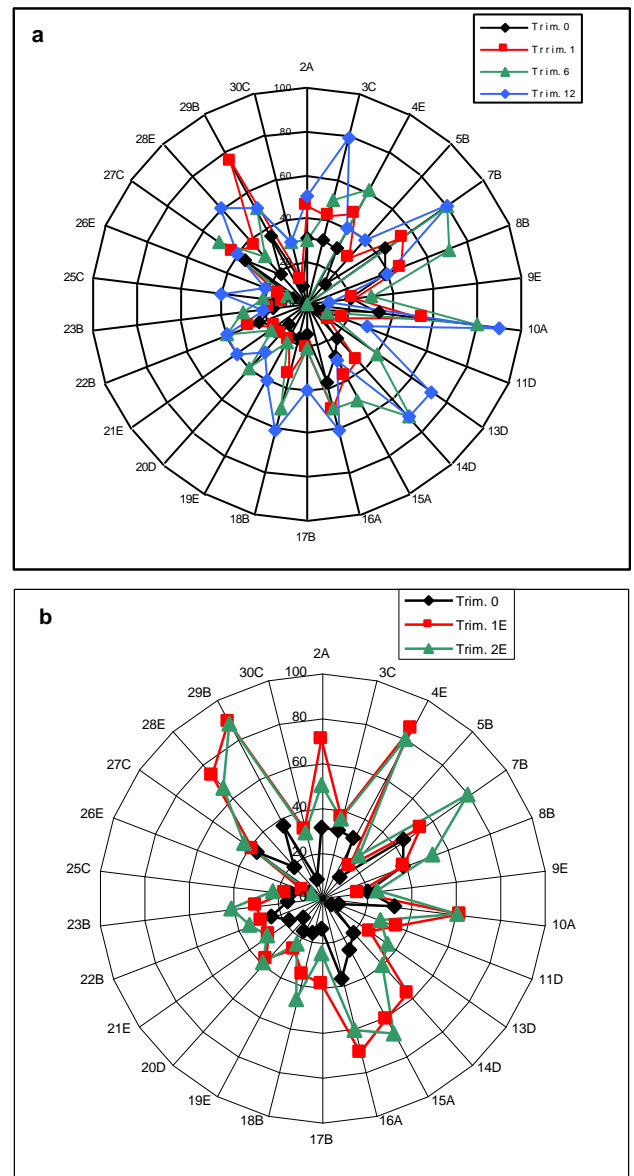 a
Trim. 0
Trrim. 1
Trim. 6
Trim. 12
2A
3C
4E
5B
7B
8B
9E
10A
11D
13D
14D
15A
16A
17B
18B
19E
20D
21E
22B
23B
25C
26E
27C
28E
29B
30C
100
80
60
40
20
b
Trim. 0
Trim. 1E
Trim. 2E
2A
3C
4E
5B
7B
8B
9E
10A
11D
13D
14D
15A
16A
17B
18B
19E
20D
21E
22B
23B
25C
26E
27C
28E
29B
30C
100
80
60
40
20
0